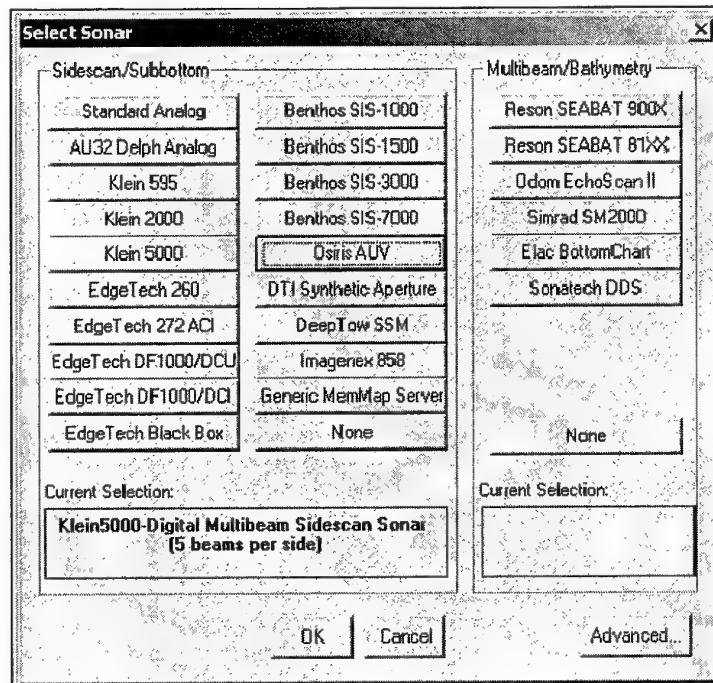 Select Sonar
Sidescan/Subbottom
Standard Analog
AU32 Delph Analog
Klein 595
Klein 2000
Klein 5000
EdgeTech 260
EdgeTech 272 ACI
EdgeTech DF1000/DCU
EdgeTech DF1000/DCI
EdgeTech Black Box
Benthos SIS-1000
Benthos SIS-1500
Benthos SIS-3000
Benthos SIS-7000
Osiris AUV
DTI Synthetic Aperture
DeepTow SSM
Imagenex 858
Generic MemMap Server
None
Current Selection:
Klein5000-Digital Multibeam Sidescan Sonar
(5 beams per side)
Multibeam/Bathymetry
Reson SEABAT 900X
Reson SEABAT 81XX
Odom EchoScan II
Simrad SM2000
Elac BottomChart
Sonatech DDS
None
Current Selection:
OK
Cancel
Advanced...